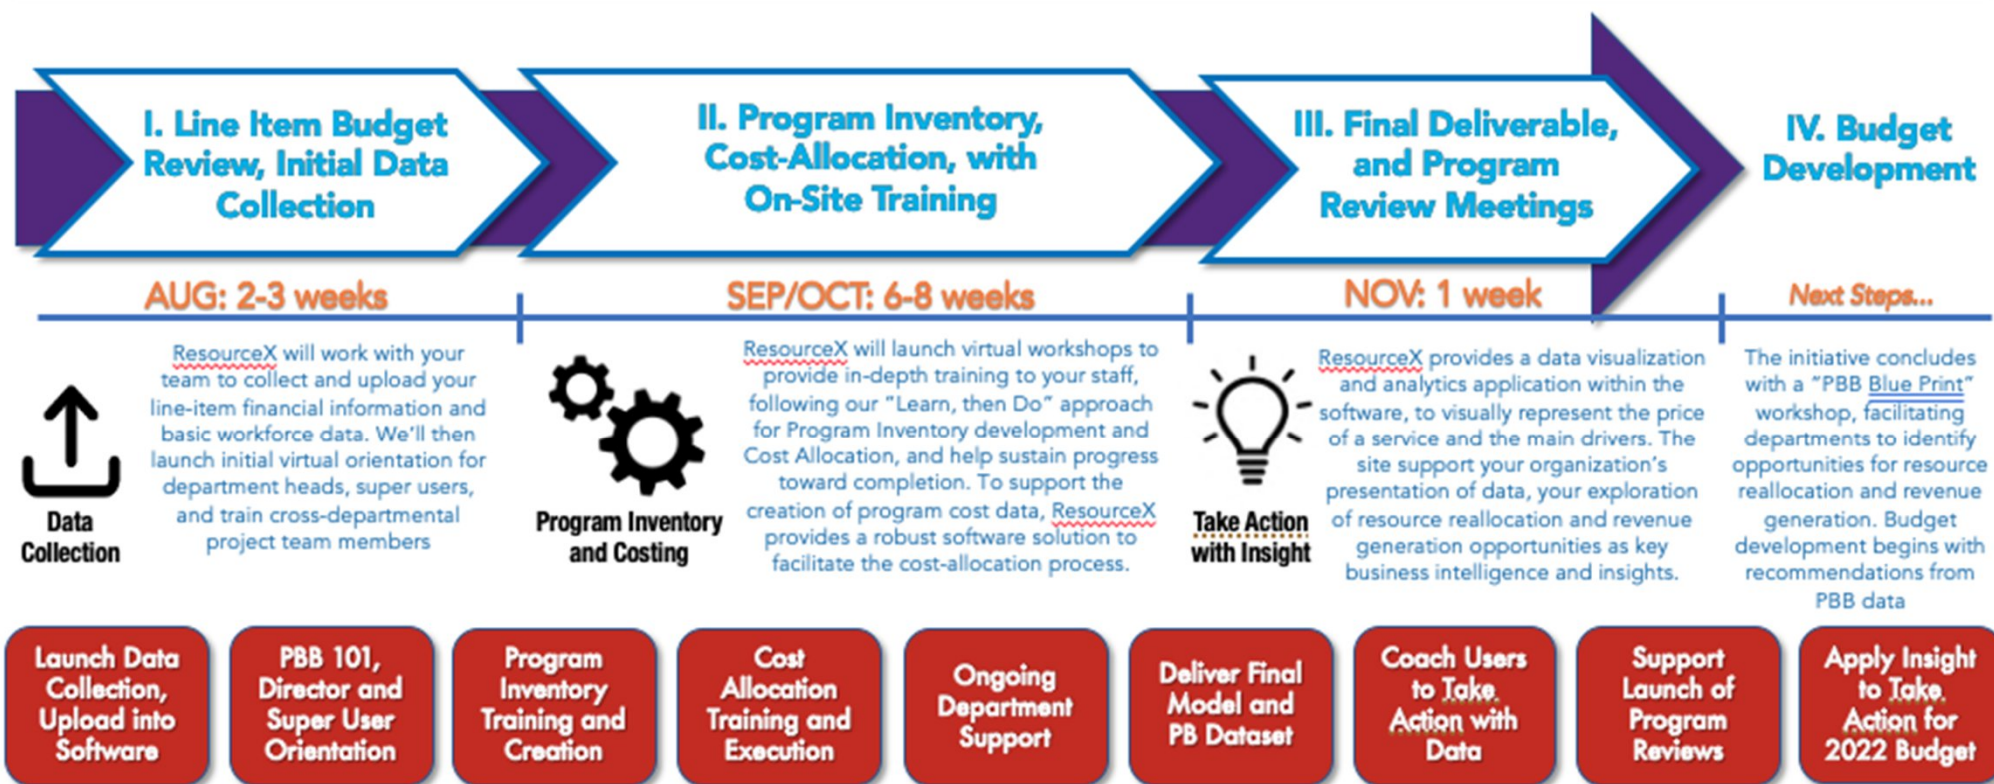 I. Line Item Budget
Review, Initial Data
Collection
II. Program Inventory,
Cost-Allocation, with
On-Site Training
III. Final Deliverable,
and Program
Review Meetings
IV. Budget
Development
AUG: 2-3 weeks
SEP/OCT: 6-8 weeks
NOV: 1 week
Next Steps...
Data
Collection
ResourceX will work with your
team to collect and upload your
line-item financial information and
basic workforce data. We'll then
launch initial virtual orientation for
department heads, super users,
and train cross-departmental
project team members
Program Inventory
and Costing
ResourceX will launch virtual workshops to
provide in-depth training to your staff,
following our "Learn, then Do" approach
for Program Inventory development and
Cost Allocation, and help sustain progress
toward completion. To support the
creation of program cost data, ResourceX
provides a robust software solution to
facilitate the cost-allocation process.
Take Action
with Insight
ResourceX provides a data visualization
and analytics application within the
software, to visually represent the price
of a service and the main drivers. The
site support your organization's
presentation of data, your exploration
of resource reallocation and revenue
generation opportunities as key
business intelligence and insights.
The initiative concludes
with a "PBB Blue Print"
workshop, facilitating
departments to identify
opportunities for resource
reallocation and revenue
generation. Budget
development begins with
recommendations from
PBB data
Launch Data
Collection,
Upload into
Software
PBB 101,
Director and
Super User
Orientation
Program
Inventory
Training and
Creation
Cost
Allocation
Training and
Execution
Ongoing
Department
Support
Deliver Final
Model and
PB Dataset
Coach Users
to Take
Action with
Data
Support
Launch of
Program
Reviews
Apply Insight
to Take
Action for
2022 Budget